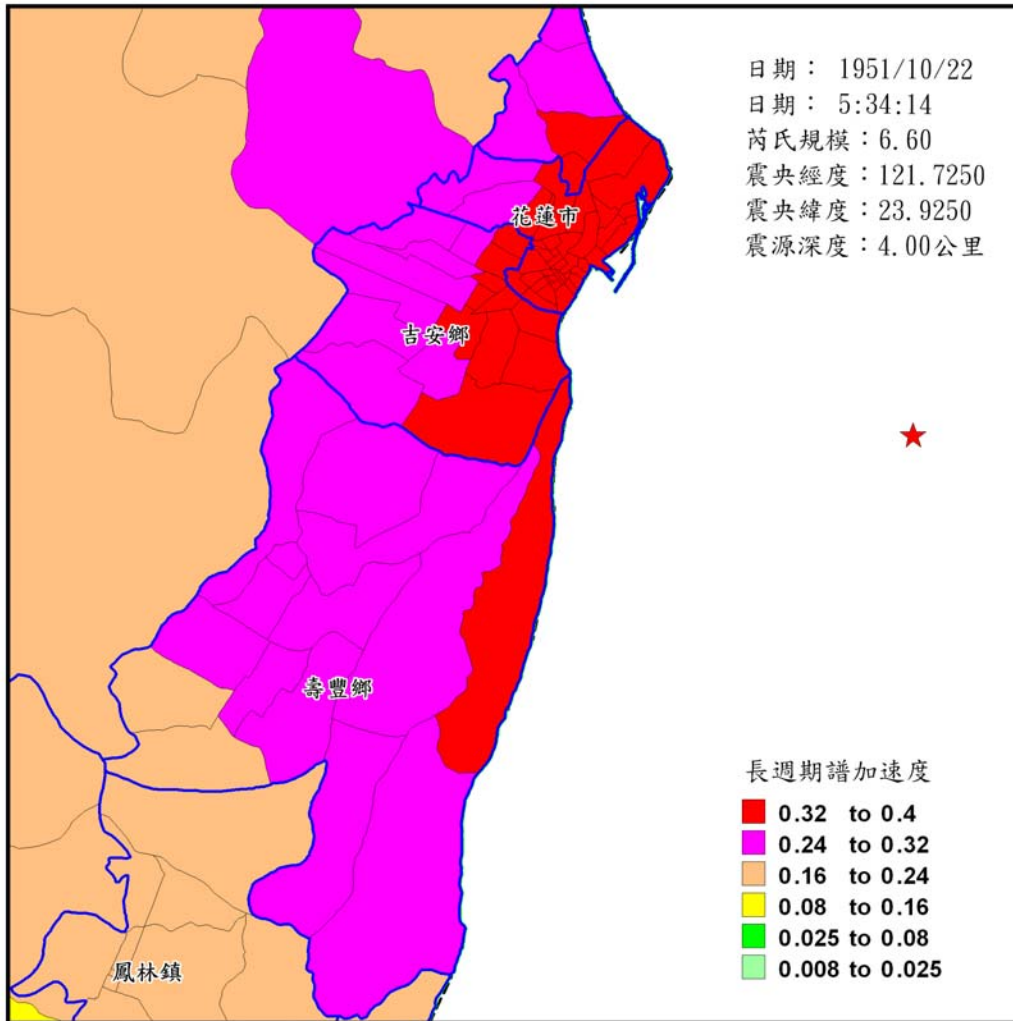 日期： 1951/10/22
日期： 5:34:14
芮氏規模：6.60
震央經度：121.7250
震央緯度：23.9250
震源深度：4.00公里
花蓮市
吉安鄉
壽豐鄉
鳳林鎮
長週期譜加速度
0.32 to 0.4
0.24 to 0.32
0.16 to 0.24
0.08 to 0.16
0.025 to 0.08
0.008 to 0.025